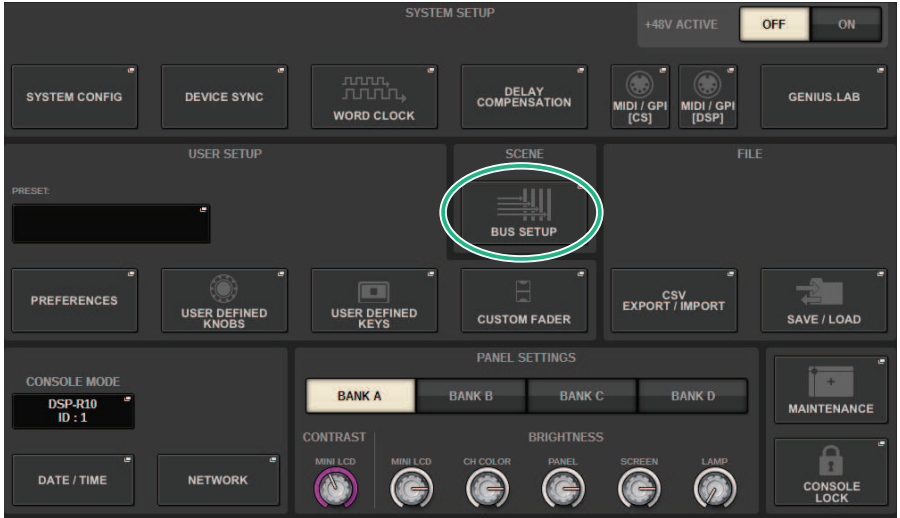 SYSTEM SETUP
+48V ACTIVE
OFF
ON
SYSTEM CONFIG
DEVICE SYNC
WORD CLOCK
DELAY
COMPENSATION
MIDI / GPI
[CS]
MIDI / GPI
[DSP]
GENIUS.LAB
USER SETUP
SCENE
FILE
PRESET:
BUS SETUP
PREFERENCES
USER DEFINED
KNOBS
USER DEFINED
KEYS
CUSTOM FADER
CSV
EXPORT / IMPORT
SAVE / LOAD
CONSOLE MODE
DSP-R10
ID : 1
PANEL SETTINGS
BANK A
BANK B
BANK C
BANK D
MAINTENANCE
CONTRAST
BRIGHTNESS
MINI LCD
MINI LCD
CH COLOR
PANEL
SCREEN
LAMP
DATE / TIME
NETWORK
CONSOLE
LOCK